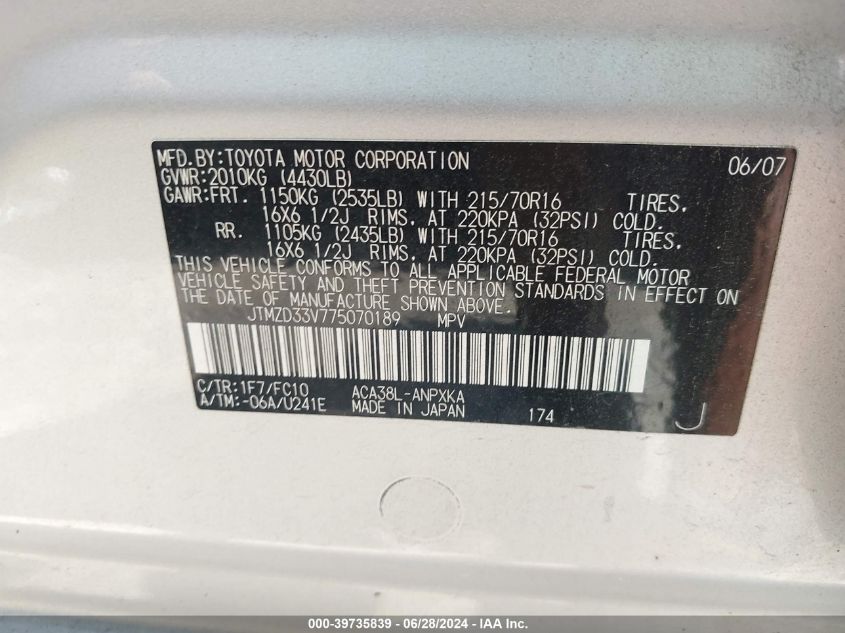 MFD.BY:TOYOTA MOTOR CORPORATION 06/07
GVWR:2010KG (4430LB)
GAWR:FRT. 1150KG (2535LB) WITH 215/70R16 TIRES,
16X6 1/2J RIMS, AT 220KPA (32PSI) COLD.
RR. 1105KG (2435LB) WITH 215/70R16 TIRES,
16X6 1/2J RIMS, AT 220KPA (32PSI) COLD.
THIS VEHICLE CONFORMS TO ALL APPLICABLE FEDERAL MOTOR
VEHICLE SAFETY AND THEFT PREVENTION STANDARDS IN EFFECT ON
THE DATE OF MANUFACTURE SHOWN ABOVE.
JTMZD33V775070189 MPV
C/TR:1F7/FC10 ACA38L-ANPXKA
A/TM:-06A/U241E MADE IN JAPAN 174 J
000-39735839 - 06/28/2024 - IAA Inc.